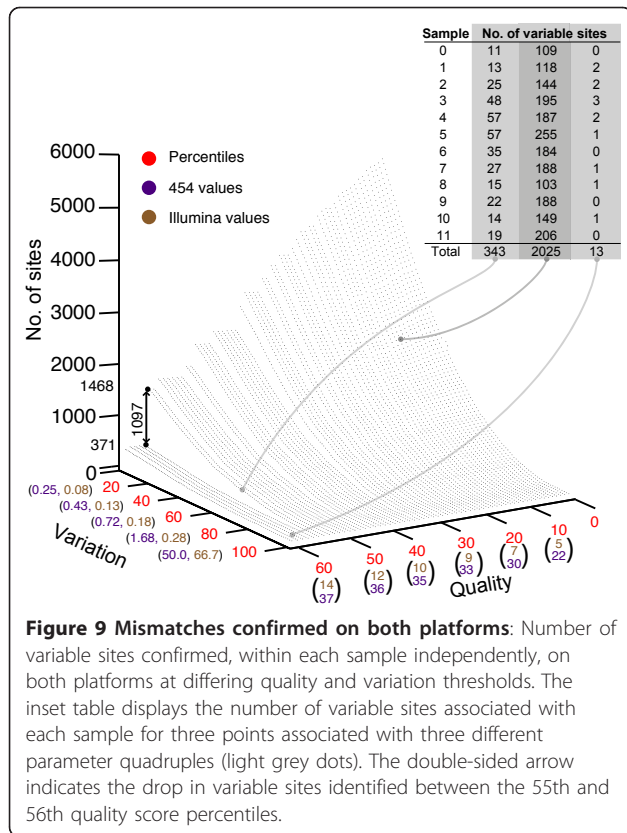 Sample No. of variable sites
0 11 109 0
1 13 118 2
2 25 144 2
3 48 195 3
4 57 187 2
5 57 255 1
6 35 184 0
7 27 188 1
8 15 103 1
9 22 188 0
10 14 149 1
11 19 206 0
Total 343 2025 13
Percentiles
454 values
Illumina values
No. of sites
6000
5000
4000
3000
2000
1468
1000
1097
371
0
(0.25, 0.08) 20
(0.43, 0.13) 40
(0.72, 0.18) 60
(1.68, 0.28) 80
(50.0, 66.7) 100
Variation
60 50 40 30 20 10 0
(14 37) (12 36) (10 35) (9 33) (7 30) (5 22)
Quality
Figure 9 Mismatches confirmed on both platforms: Number of
variable sites confirmed, within each sample independently, on
both platforms at differing quality and variation thresholds. The
inset table displays the number of variable sites associated with
each sample for three points associated with three different
parameter quadruples (light grey dots). The double-sided arrow
indicates the drop in variable sites identified between the 55th and
56th quality score percentiles.